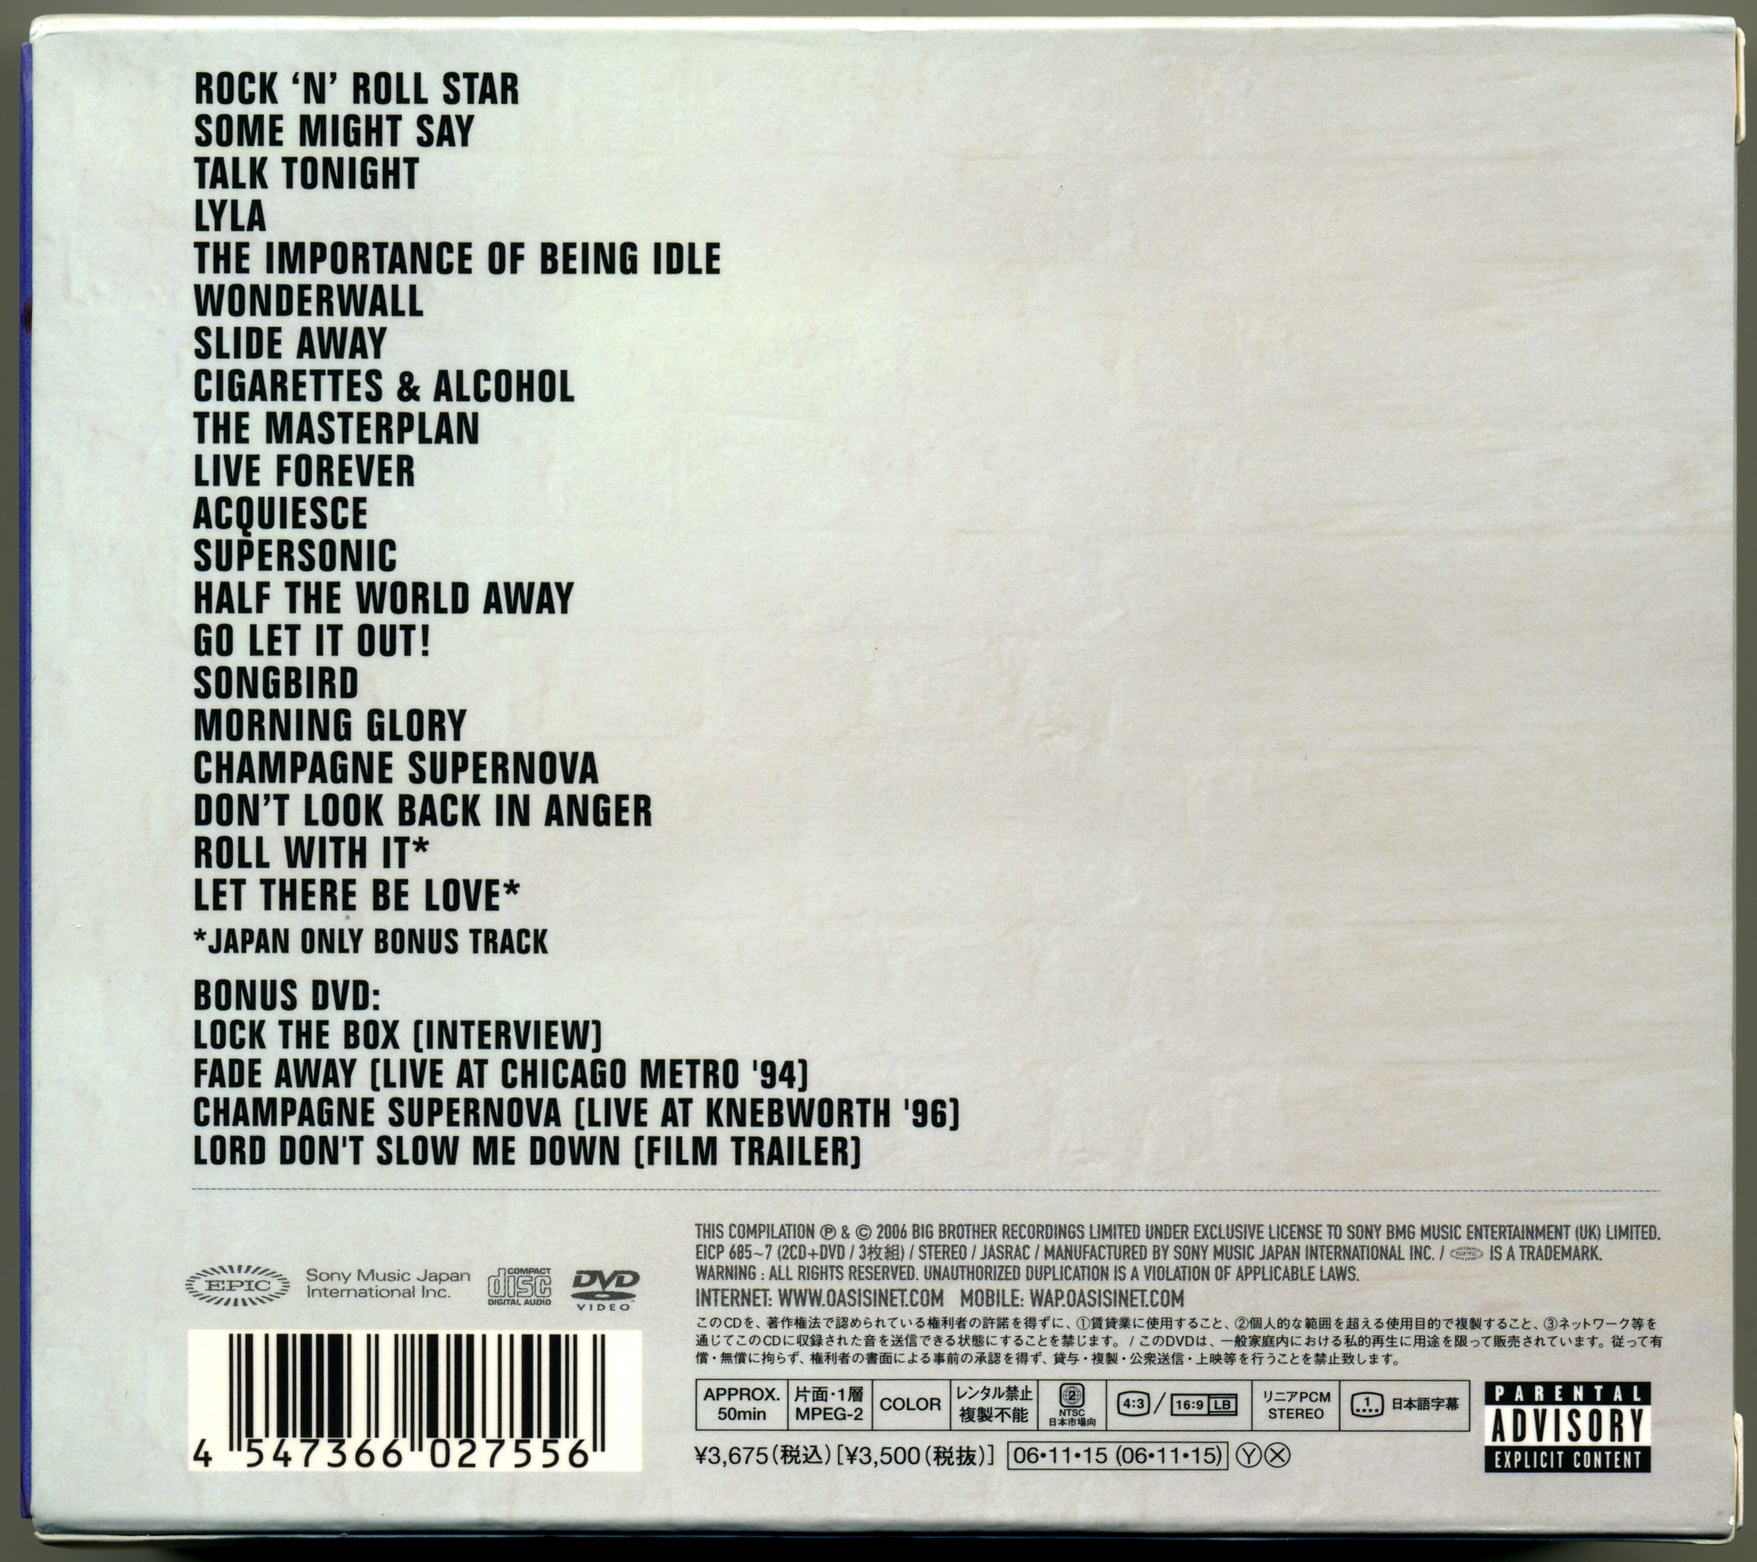 ROCK ‘N’ ROLL STAR
SOME MIGHT SAY
TALK TONIGHT
LYLA
THE IMPORTANCE OF BEING IDLE
WONDERWALL
SLIDE AWAY
CIGARETTES & ALCOHOL
THE MASTERPLAN
LIVE FOREVER
ACQUIESCE
SUPERSONIC
HALF THE WORLD AWAY
GO LET IT OUT!
SONGBIRD
MORNING GLORY
CHAMPAGNE SUPERNOVA
DON’T LOOK BACK IN ANGER
ROLL WITH IT*
LET THERE BE LOVE*
*JAPAN ONLY BONUS TRACK
BONUS DVD:
LOCK THE BOX (INTERVIEW)
FADE AWAY (LIVE AT CHICAGO METRO '94)
CHAMPAGNE SUPERNOVA (LIVE AT KNEBWORTH '96)
LORD DON'T SLOW ME DOWN (FILM TRAILER)
THIS COMPILATION ℗ & © 2006 BIG BROTHER RECORDINGS LIMITED UNDER EXCLUSIVE LICENSE TO SONY BMG MUSIC ENTERTAINMENT (UK) LIMITED.
EICP 685~7 (2CD+DVD / 3枚組) / STEREO / JASRAC / MANUFACTURED BY SONY MUSIC JAPAN INTERNATIONAL INC. / EPIC IS A TRADEMARK.
WARNING : ALL RIGHTS RESERVED. UNAUTHORIZED DUPLICATION IS A VIOLATION OF APPLICABLE LAWS.
INTERNET: WWW.OASISINET.COM MOBILE: WAP.OASISINET.COM
このCDを、著作権法で認められている権利者の許諾を得ずに、①賃貸業に使用すること、②個人的な範囲を超える使用目的で複製すること、③ネットワーク等を
通じてこのCDに収録された音を送信できる状態にすることを禁じます。 / このDVDは、一般家庭内における私的再生に用途を限って販売されています。従って有
償・無償に拘らず、権利者の書面による事前の承認を得ず、貸与・複製・公衆送信・上映等を行うことを禁止致します。
EPIC
Sony Music Japan
International Inc.
COMPACT
disc
DIGITAL AUDIO
DVD
VIDEO
4 547366 027556
APPROX.
50min
片面・1層
MPEG-2
COLOR
レンタル禁止
複製不能
2
NTSC
日本市場向
4:3 / 16:9 LB
リニアPCM
STEREO
1
日本語字幕
¥3,675(税込)[¥3,500(税抜)] 06•11•15 (06•11•15) Ⓨ Ⓧ
PARENTAL
ADVISORY
EXPLICIT CONTENT